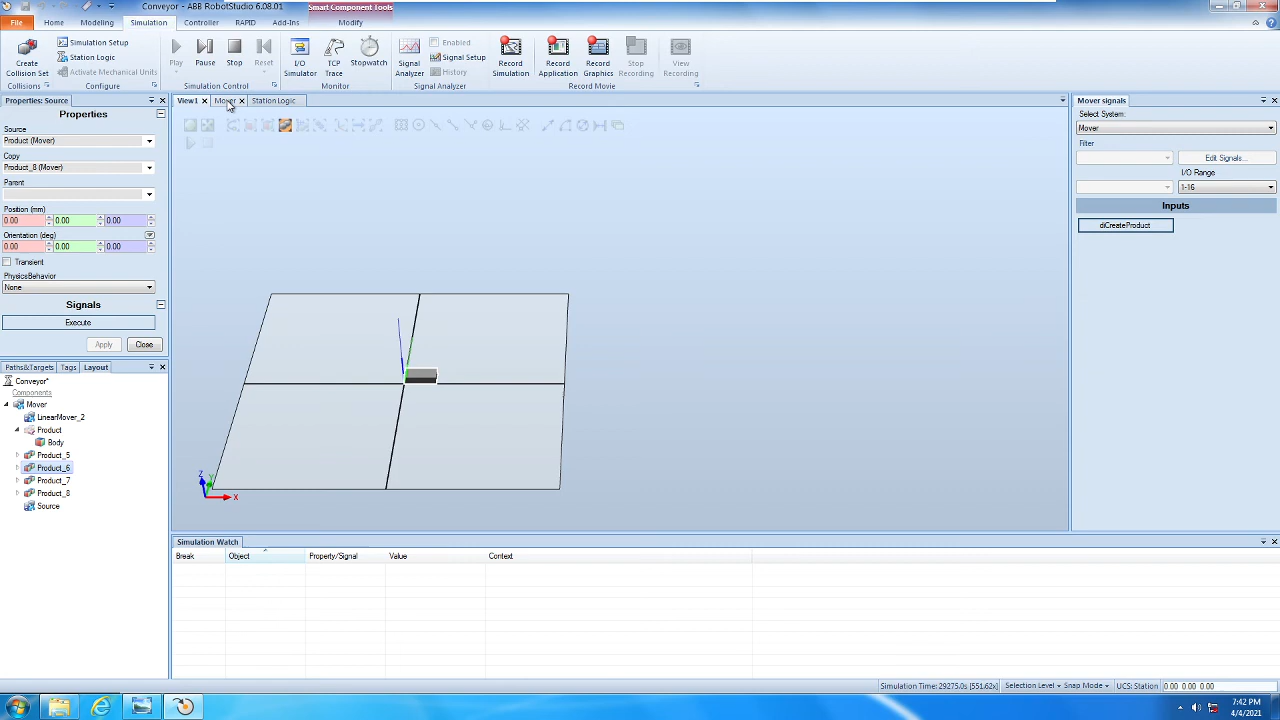 Conveyor - ABB RobotStudio 6.08.01
Smart Component Tools
File Home Modeling Simulation Controller RAPID Add-Ins Modify
Create Collision Set
Simulation Setup
Station Logic
Activate Mechanical Units
Play Pause Stop Reset
I/O Simulator
TCP Trace
Stopwatch
Signal Analyzer
Enabled
Signal Setup
History
Record Simulation
Record Application
Record Graphics
Stop Recording
View Recording
Collisions Configure Simulation Control Monitor Signal Analyzer Record Movie
Properties: Source
Properties
Source
Product (Mover)
Copy
Product_8 (Mover)
Parent
Position (mm)
0.00 0.00 0.00
Orientation (deg)
0.00 0.00 0.00
Transient
PhysicsBehavior
None
Signals
Execute
Apply Close
Paths&Targets Tags Layout
Conveyor*
Components
Mover
LinearMover_2
Product
Body
Product_5
Product_6
Product_7
Product_8
Source
View1 Mover Station Logic
Z
Y
X
Simulation Watch
Break Object Property/Signal Value Context
Mover signals
Select System:
Mover
Filter
Edit Signals...
I/O Range
1-16
Inputs
diCreateProduct
Simulation Time: 29275.0s [551.62x] Selection Level Snap Mode UCS: Station 0.00 0.00 0.00
7:42 PM
4/4/2021